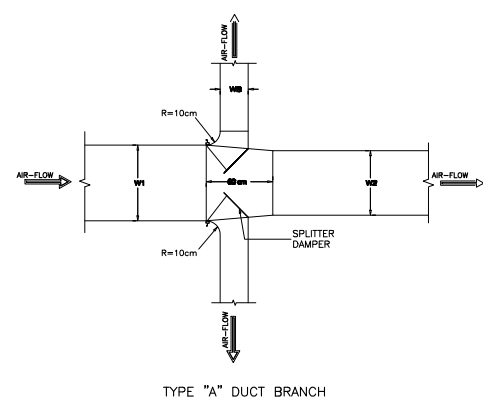 AIR-FLOW
W3
R=10cm
AIR-FLOW
W1
W2
AIR-FLOW
SPLITTER
DAMPER
R=10cm
AIR-FLOW
TYPE "A" DUCT BRANCH